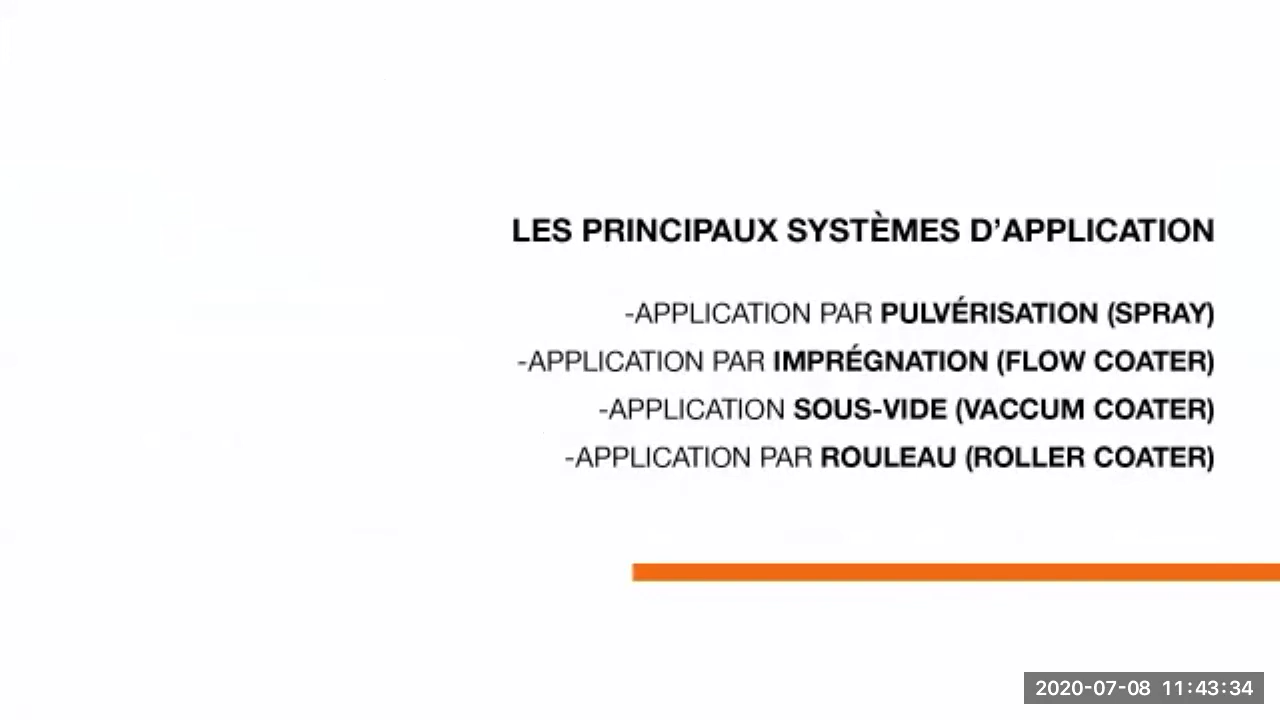 LES PRINCIPAUX SYSTÈMES D’APPLICATION
-APPLICATION PAR PULVÉRISATION (SPRAY)
-APPLICATION PAR IMPRÉGNATION (FLOW COATER)
-APPLICATION SOUS-VIDE (VACCUM COATER)
-APPLICATION PAR ROULEAU (ROLLER COATER)
2020-07-08 11:43:34